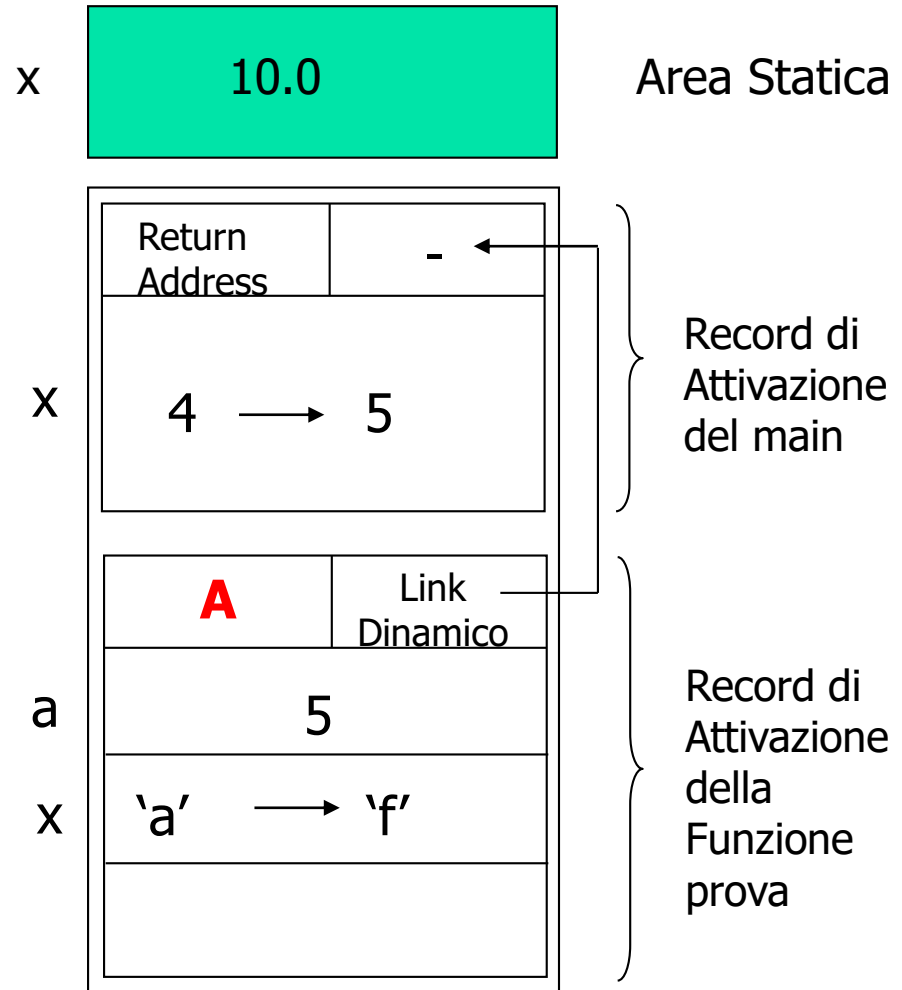 x
10.0
Area Statica
Return
Address
-
x
4
5
Record di
Attivazione
del main
A
Link
Dinamico
a
5
x
‘a’
‘f’
Record di
Attivazione
della
Funzione
prova